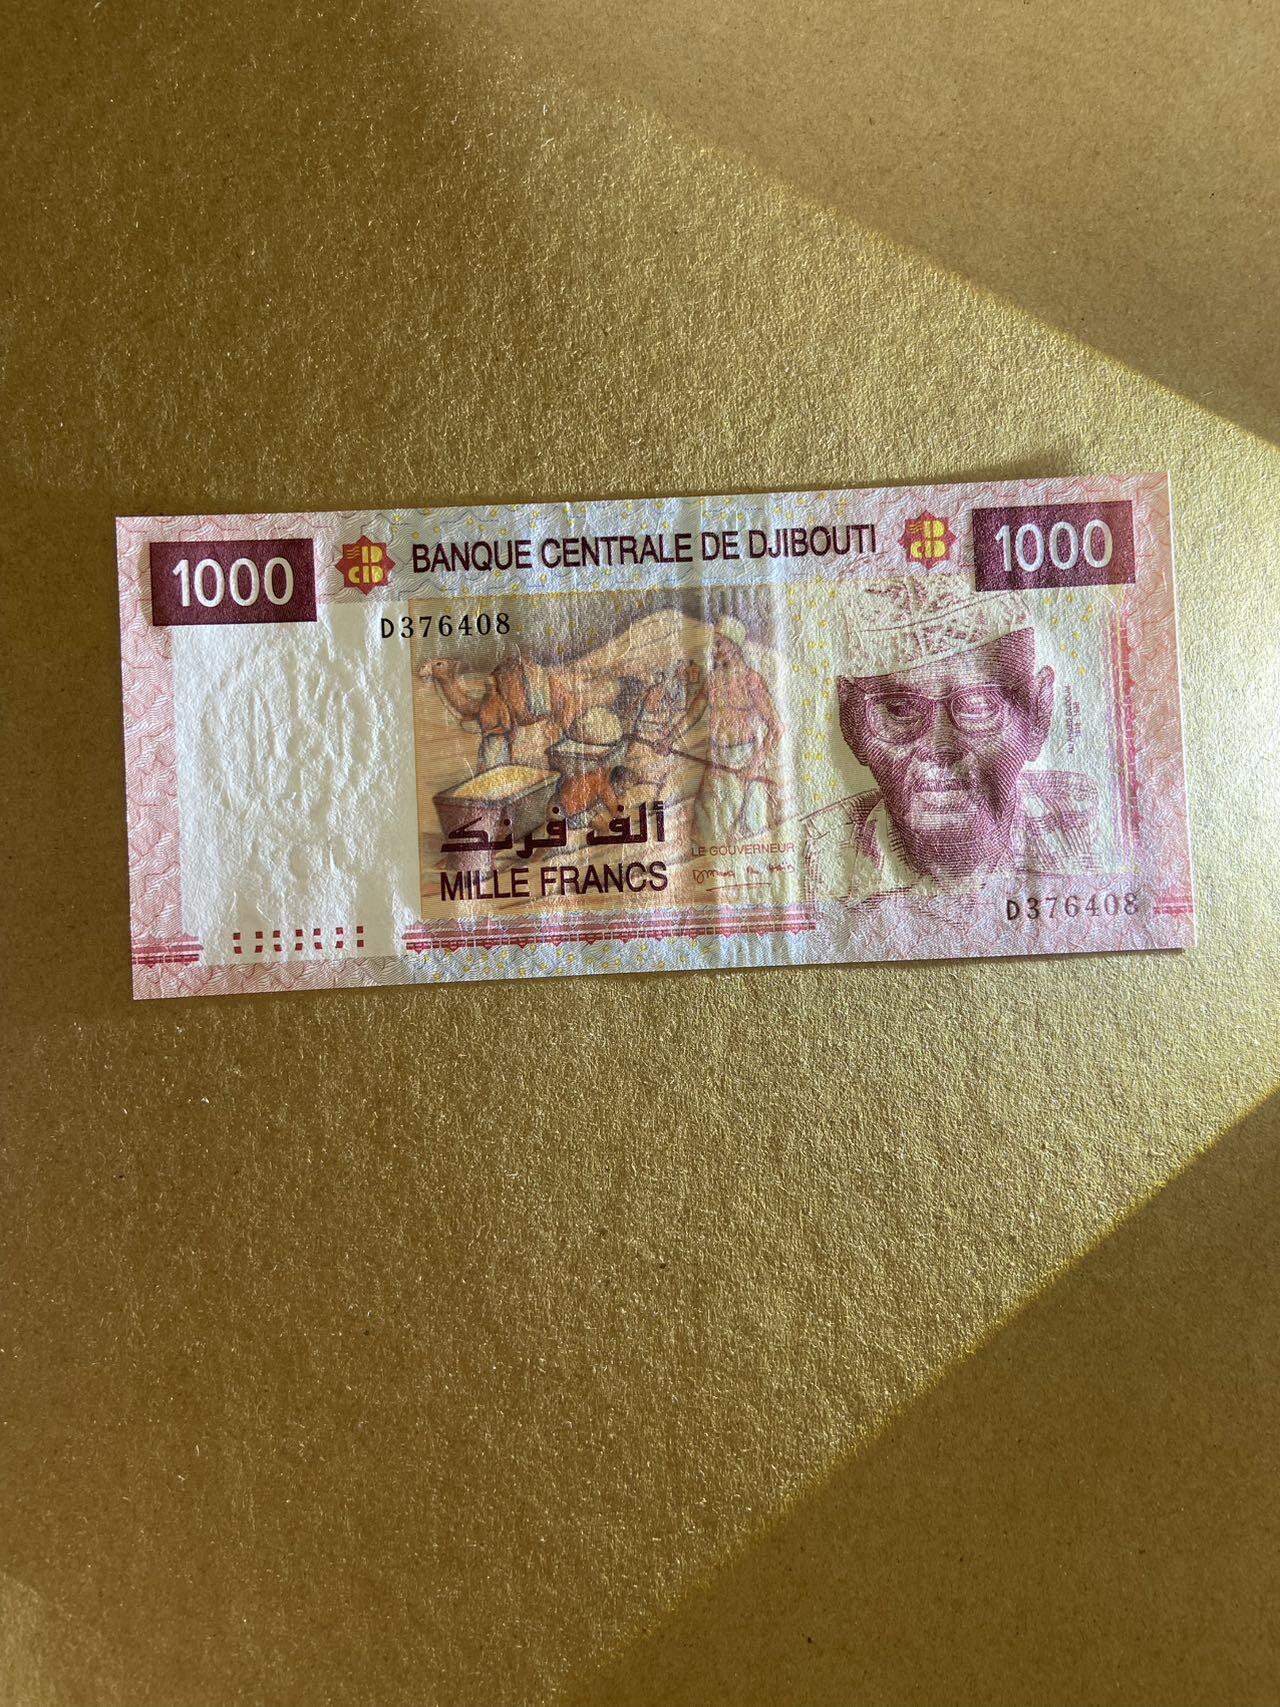 1000
BANQUE CENTRALE DE DJIBOUTI
1000
D376408
ألف فرنك
MILLE FRANCS
LE GOUVERNEUR
D376408